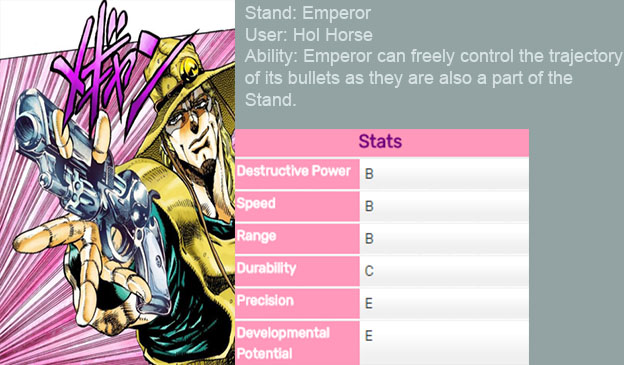 メギャン
Stand: Emperor
User: Hol Horse
Ability: Emperor can freely control the trajectory
of its bullets as they are also a part of the
Stand.
Stats
Destructive Power B
Speed B
Range B
Durability C
Precision E
Developmental E
Potential